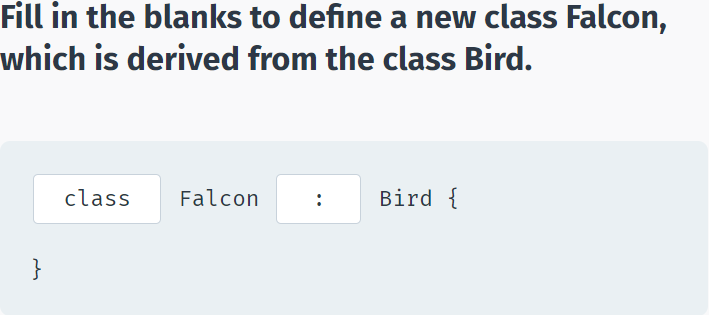 Fill in the blanks to define a new class Falcon,
which is derived from the class Bird.
class Falcon : Bird {
}